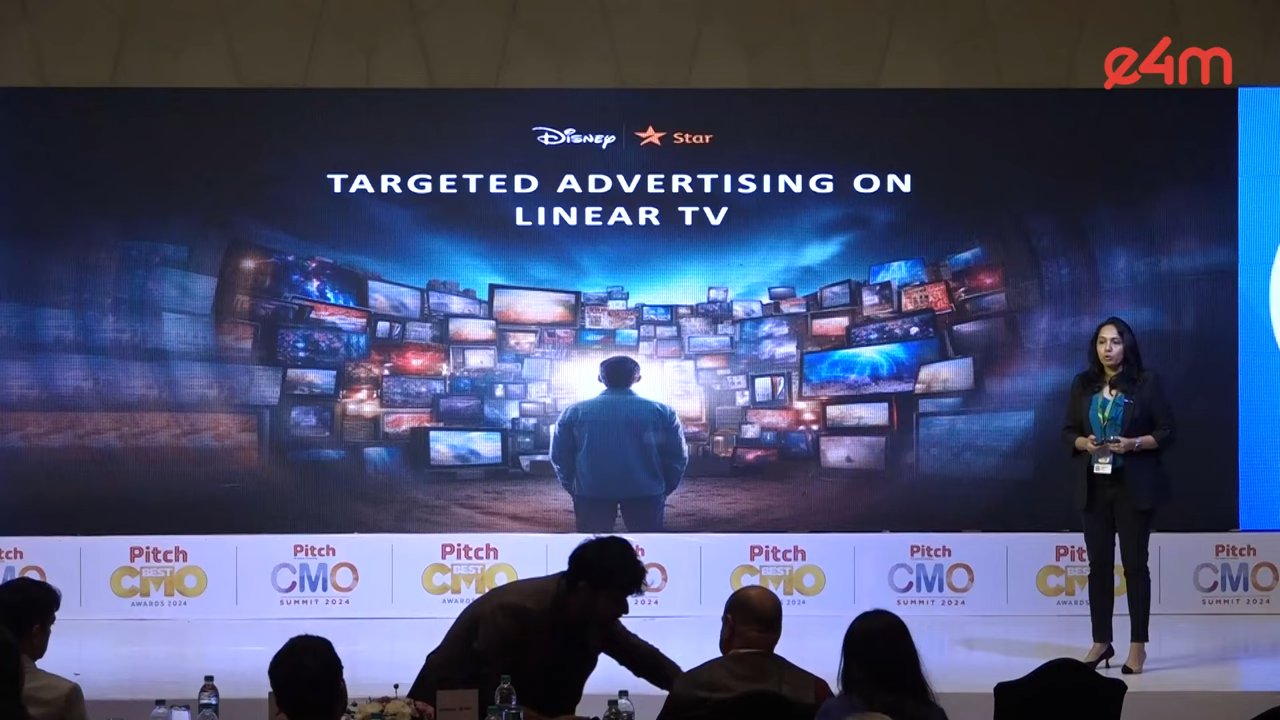 e4m
Disney Star
TARGETED ADVERTISING ON
LINEAR TV
Pitch
BEST
CMO
AWARDS 2024
Pitch
CMO
SUMMIT 2024
Pitch
BEST
CMO
Pitch
BEST
CMO
2024
Pitch
CMO
SUMMIT 2024
Pitch
CMO
SUMMIT 2024